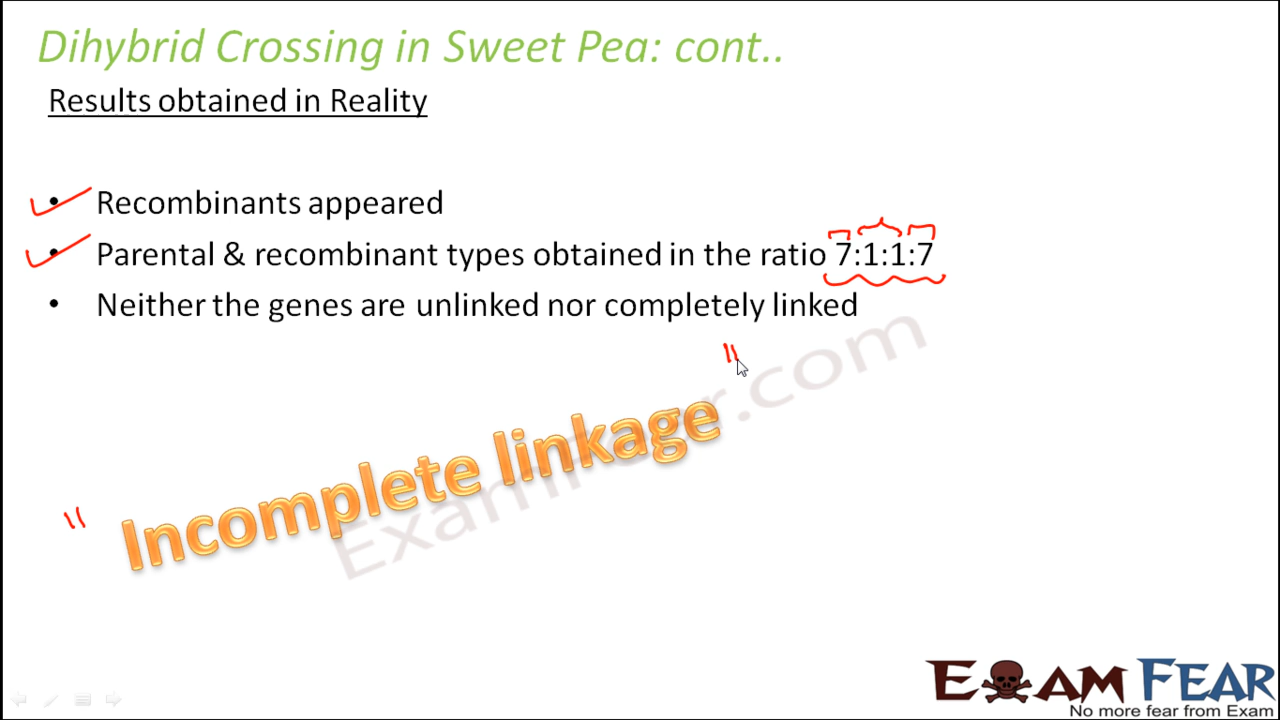 Dihybrid Crossing in Sweet Pea: cont..
Results obtained in Reality
• Recombinants appeared
• Parental & recombinant types obtained in the ratio 7:1:1:7
• Neither the genes are unlinked nor completely linked
" Incomplete linkage "
ExamFear.com
EXAM FEAR
No more fear from Exam